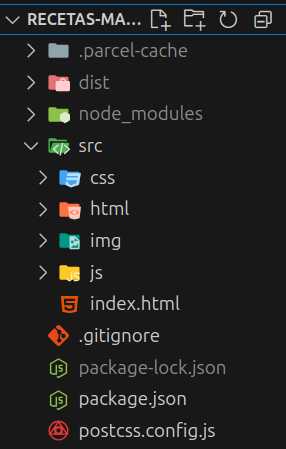 RECETAS-MA...
.parcel-cache
dist
node_modules
src
css
html
img
js
index.html
.gitignore
package-lock.json
package.json
postcss.config.js